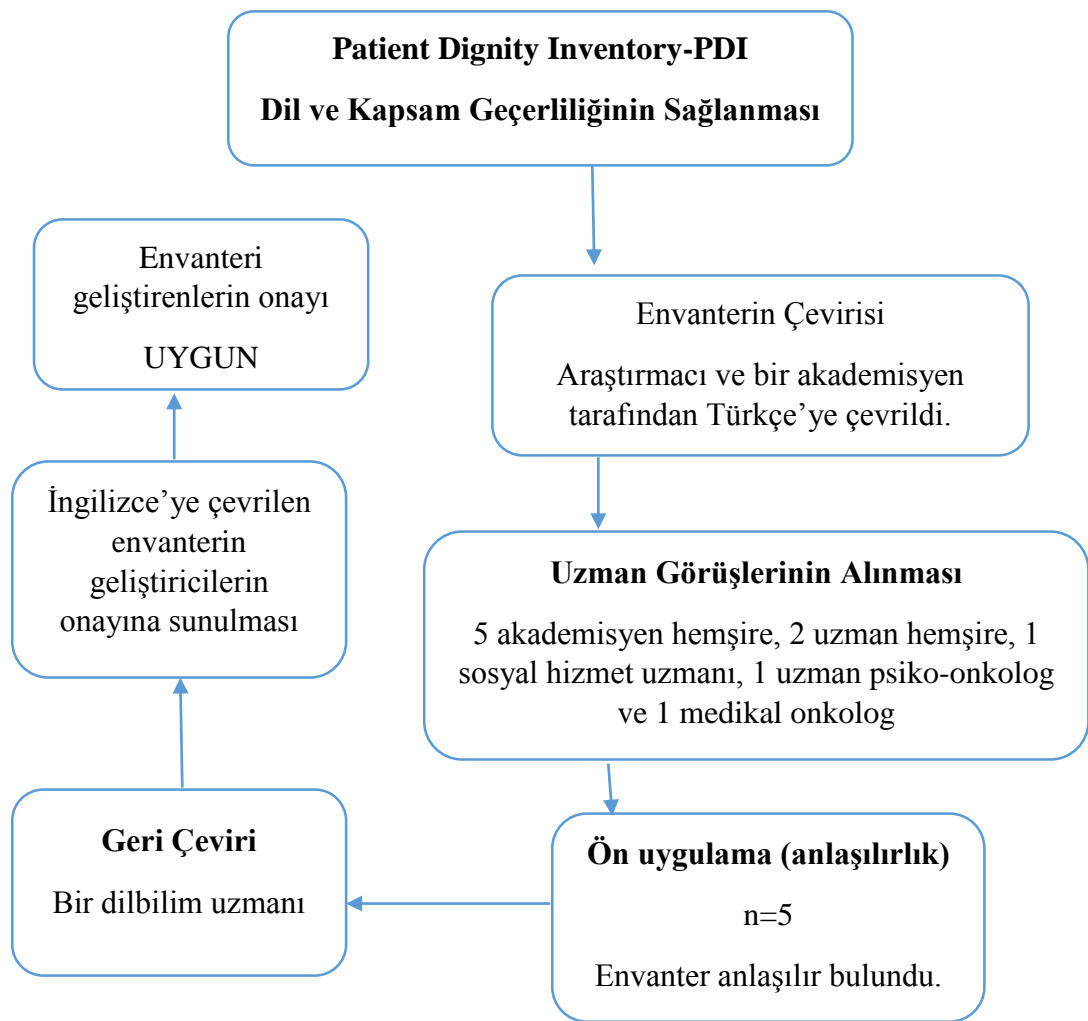 Patient Dignity Inventory-PDI
Dil ve Kapsam Geçerliliğinin Sağlanması
Envanterin Çevirisi
Araştırmacı ve bir akademisyen
tarafından Türkçe’ye çevrildi.
Uzman Görüşlerinin Alınması
5 akademisyen hemşire, 2 uzman hemşire, 1
sosyal hizmet uzmanı, 1 uzman psiko-onkolog
ve 1 medikal onkolog
Ön uygulama (anlaşılırlık)
n=5
Envanter anlaşılır bulundu.
Geri Çeviri
Bir dilbilim uzmanı
İngilizce’ye çevrilen
envanterin
geliştiricilerin
onayına sunulması
Envanteri
geliştirenlerin onayı
UYGUN